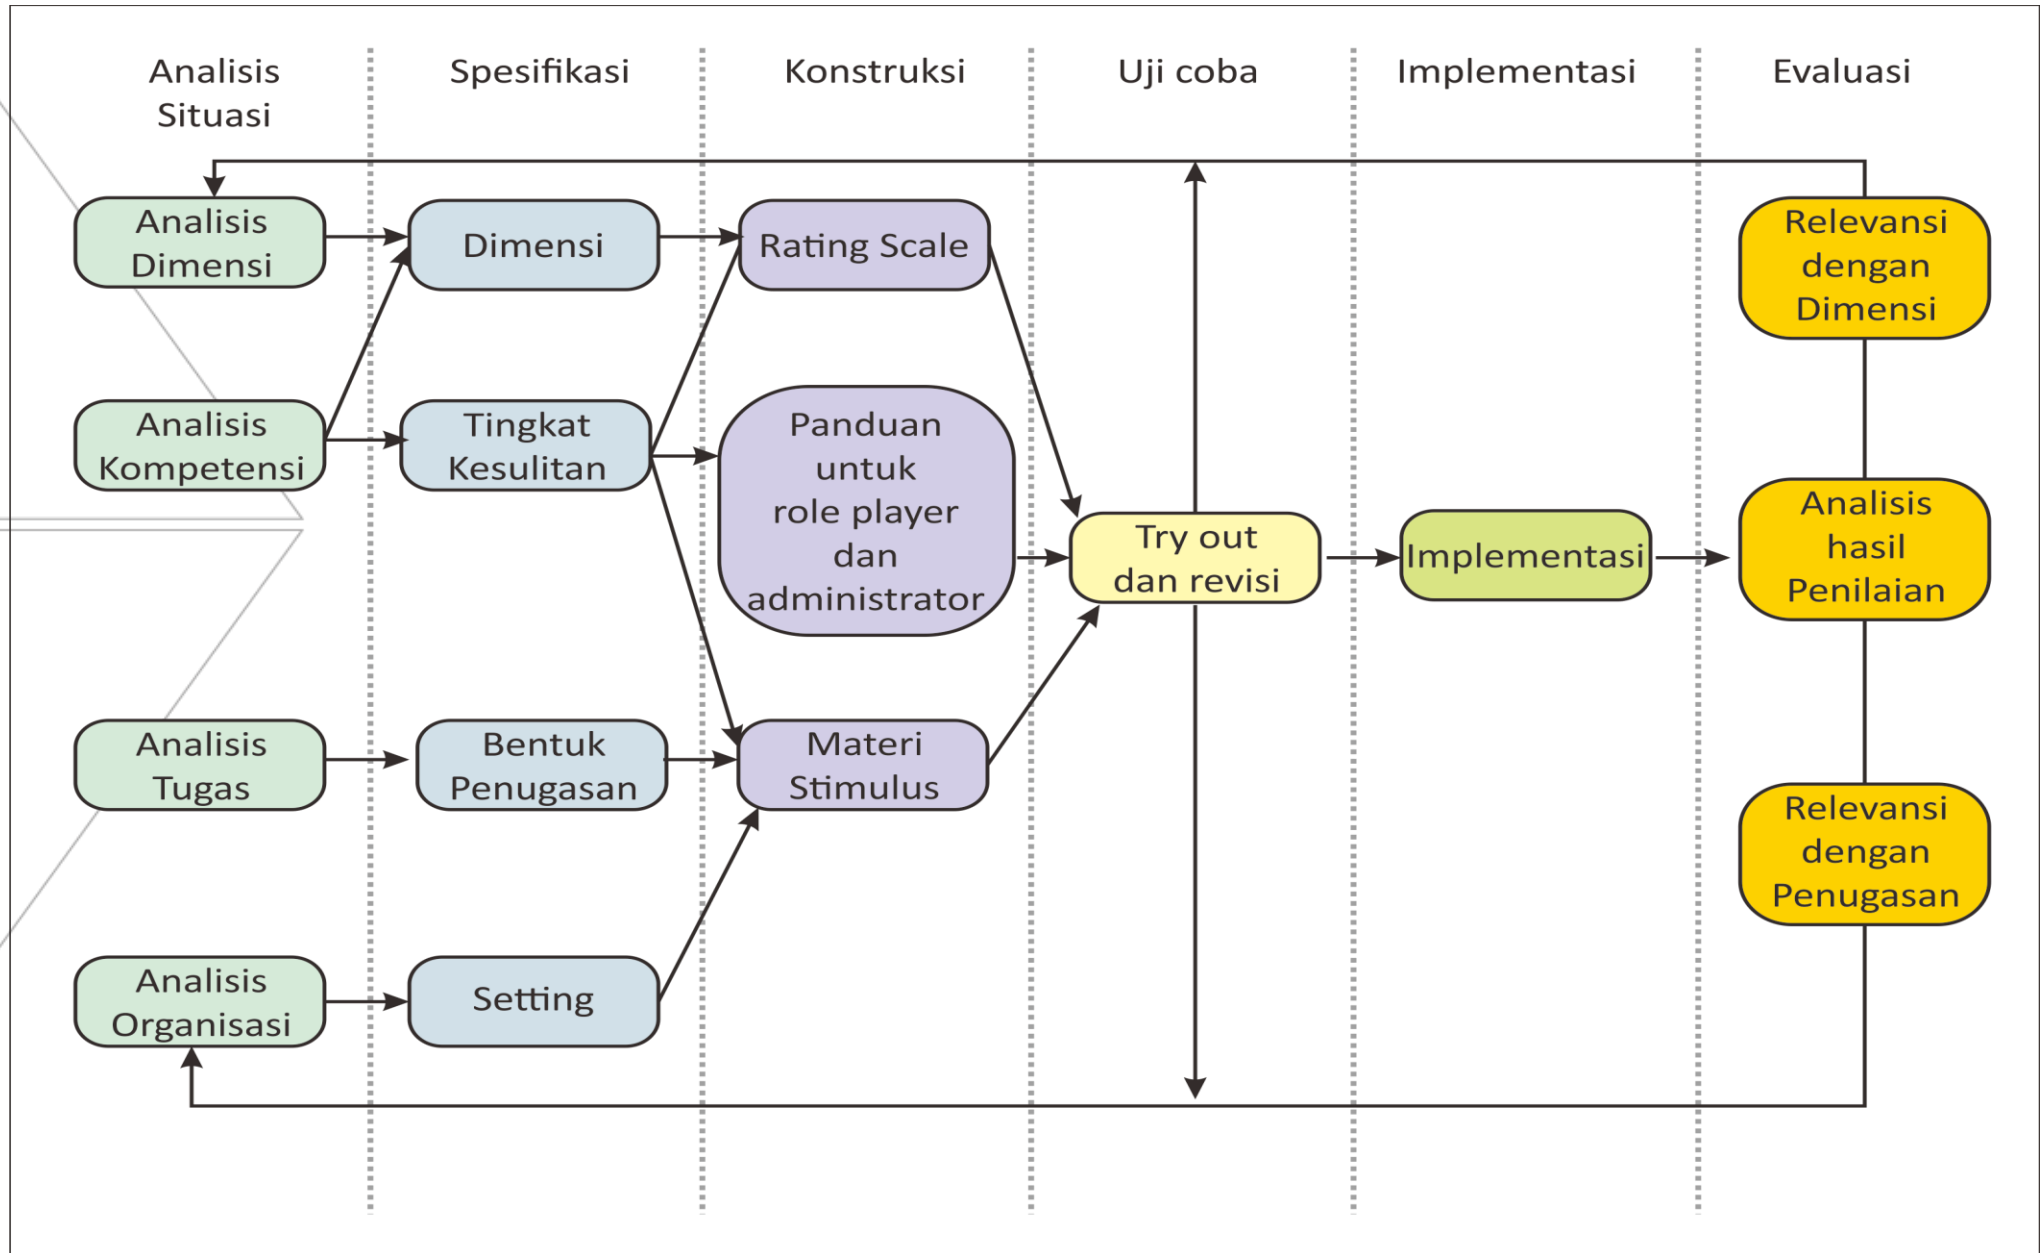 Analisis
Situasi
Spesifikasi
Konstruksi
Uji coba
Implementasi
Evaluasi
Analisis
Dimensi
Dimensi
Rating Scale
Relevansi
dengan
Dimensi
Analisis
Kompetensi
Tingkat
Kesulitan
Panduan
untuk
role player
dan
administrator
Try out
dan revisi
Implementasi
Analisis
hasil
Penilaian
Analisis
Tugas
Bentuk
Penugasan
Materi
Stimulus
Relevansi
dengan
Penugasan
Analisis
Organisasi
Setting